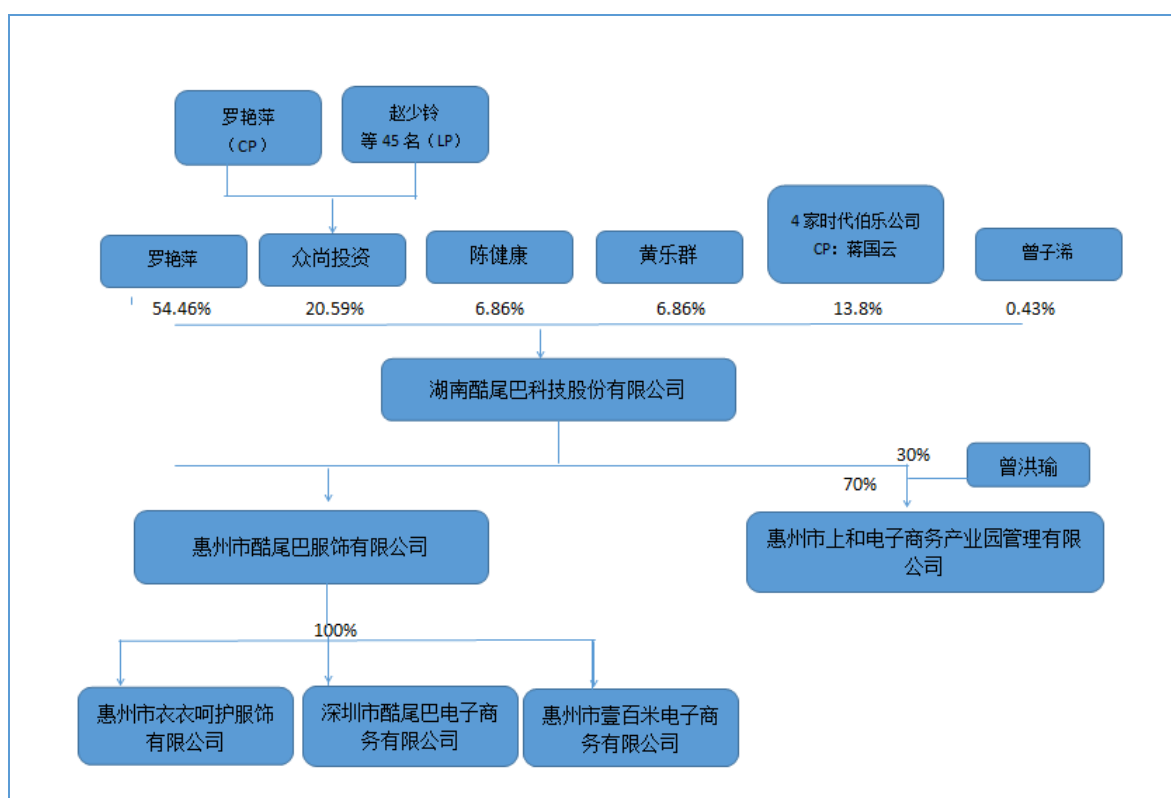 罗艳萍
（CP）
赵少铃
等 45 名（LP）
罗艳萍
众尚投资
陈健康
黄乐群
4 家时代伯乐公司
CP：蒋国云
曾子浠
54.46%
20.59%
6.86%
6.86%
13.8%
0.43%
湖南酷尾巴科技股份有限公司
30%
曾洪瑜
70%
惠州市酷尾巴服饰有限公司
惠州市上和电子商务产业园管理有限
公司
100%
惠州市衣衣呵护服饰
有限公司
深圳市酷尾巴电子商
务有限公司
惠州市壹百米电子商
务有限公司